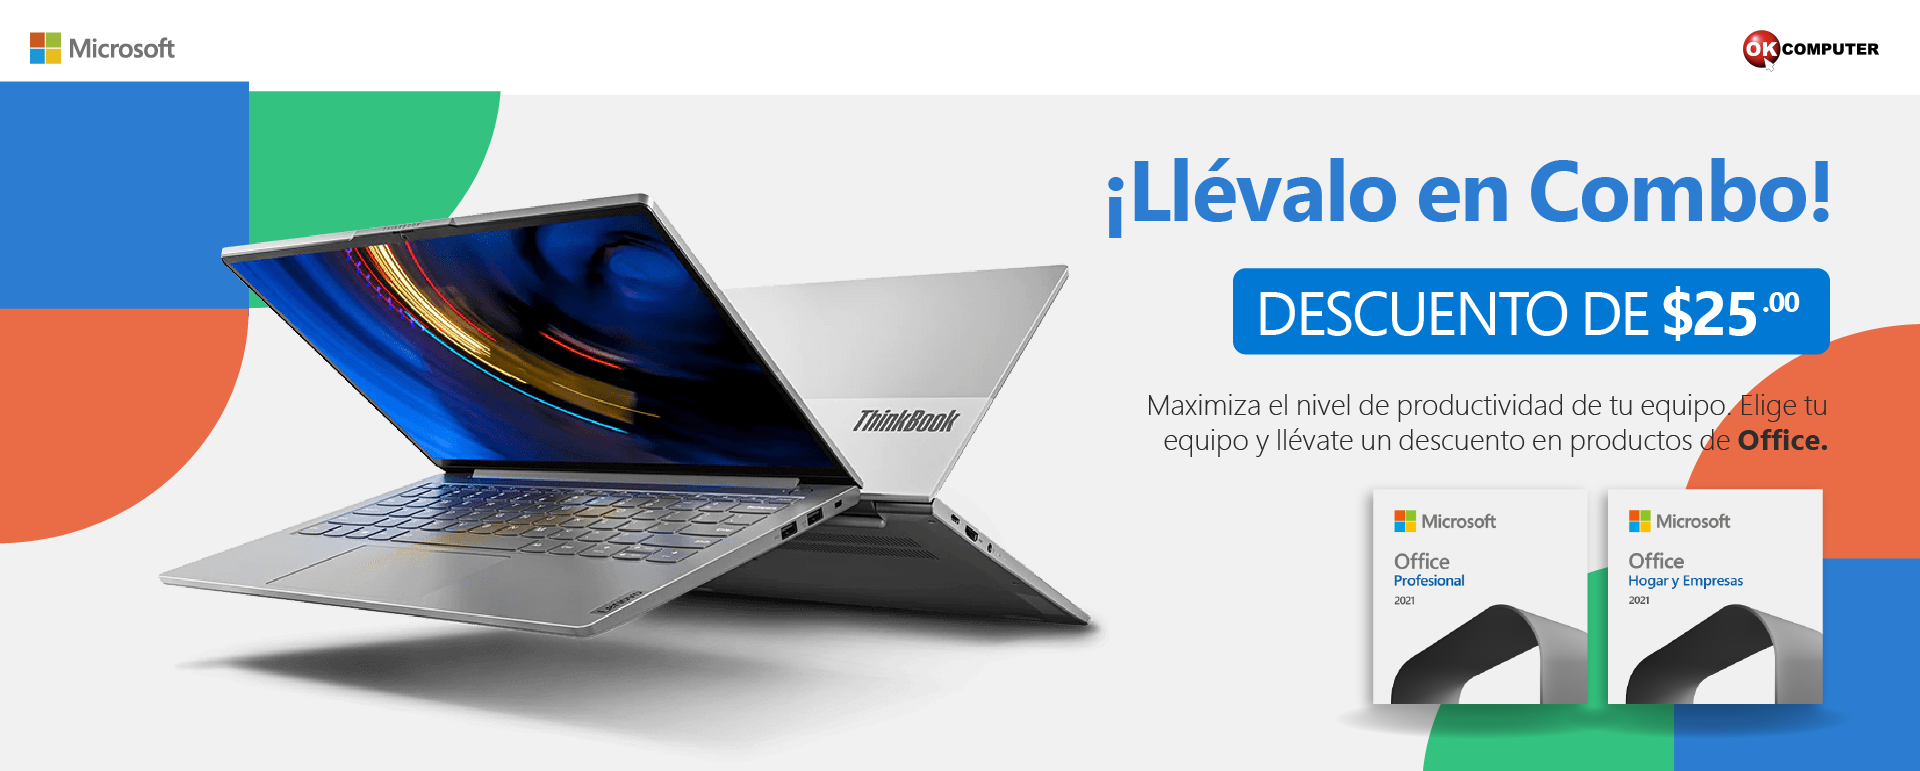 Microsoft
OK COMPUTER
¡Llévalo en Combo!
DESCUENTO DE $25.00
Maximiza el nivel de productividad de tu equipo. Elige tu
equipo y llévate un descuento en productos de Office.
ThinkBook
Lenovo
Microsoft
Office
Profesional
2021
Microsoft
Office
Hogar y Empresas
2021